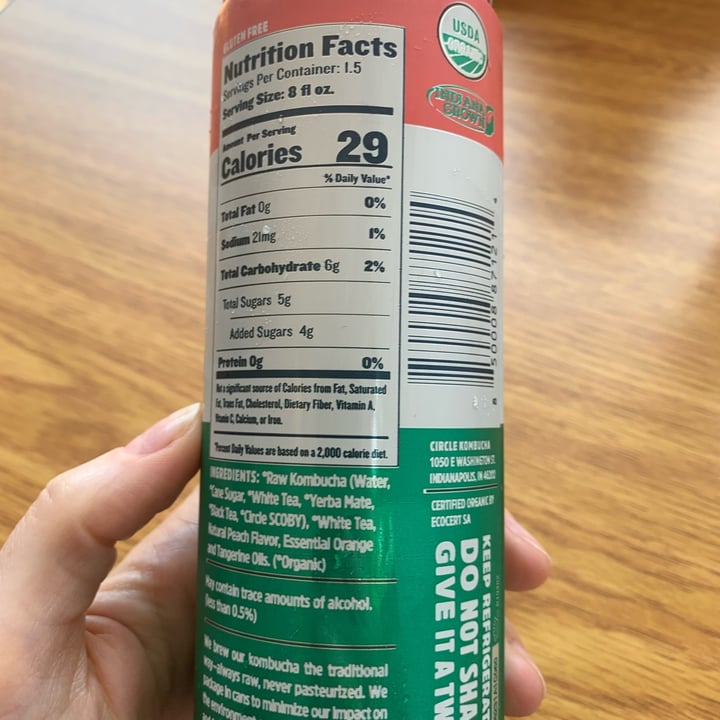 GLUTEN FREE
Nutrition Facts
Servings Per Container: 1.5
Serving Size: 8 fl oz.
Amount Per Serving
Calories 29
% Daily Value*
Total Fat 0g 0%
Sodium 21mg 1%
Total Carbohydrate 6g 2%
Total Sugars 5g
Added Sugars 4g
Protein 0g 0%
Not a significant source of Calories from Fat, Saturated
Fat, Trans Fat, Cholesterol, Dietary Fiber, Vitamin A,
Vitamin C, Calcium, or Iron.
*Percent Daily Values are based on a 2,000 calorie diet.
INGREDIENTS: *Raw Kombucha (Water,
*Cane Sugar, *White Tea, *Yerba Mate,
*Black Tea, *Circle SCOBY), *White Tea,
Natural Peach Flavor, Essential Orange
and Tangerine Oils. (*Organic)
May contain trace amounts of alcohol.
(less than 0.5%)
We brew our kombucha the traditional
way–always raw, never pasteurized. We
package in cans to minimize our impact on
the environment
USDA
ORGANIC
INDIANA
GROWN
CIRCLE KOMBUCHA
1050 E WASHINGTON ST.
INDIANAPOLIS, IN 46202
CERTIFIED ORGANIC BY
ECOCERT SA
KEEP REFRIGERAT
DO NOT SHA
GIVE IT A TW